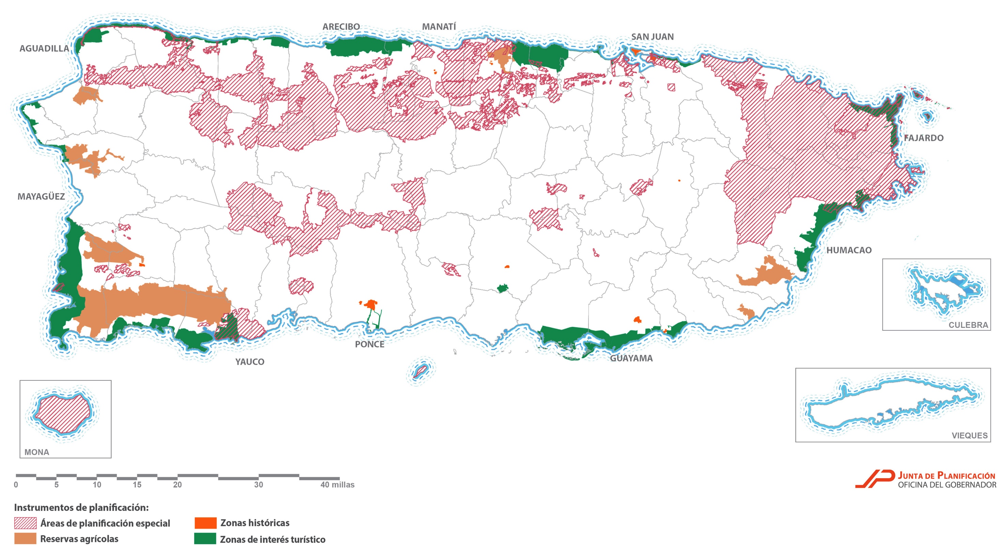 ARECIBO
MANATÍ
SAN JUAN
AGUADILLA
FAJARDO
MAYAGÜEZ
HUMACAO
CULEBRA
PONCE
GUAYAMA
YAUCO
VIEQUES
MONA
0 5 10 15 20 30 40 millas
JUNTA DE PLANIFICACIÓN
OFICINA DEL GOBERNADOR
Instrumentos de planificación:
Áreas de planificación especial
Zonas históricas
Reservas agrícolas
Zonas de interés turístico